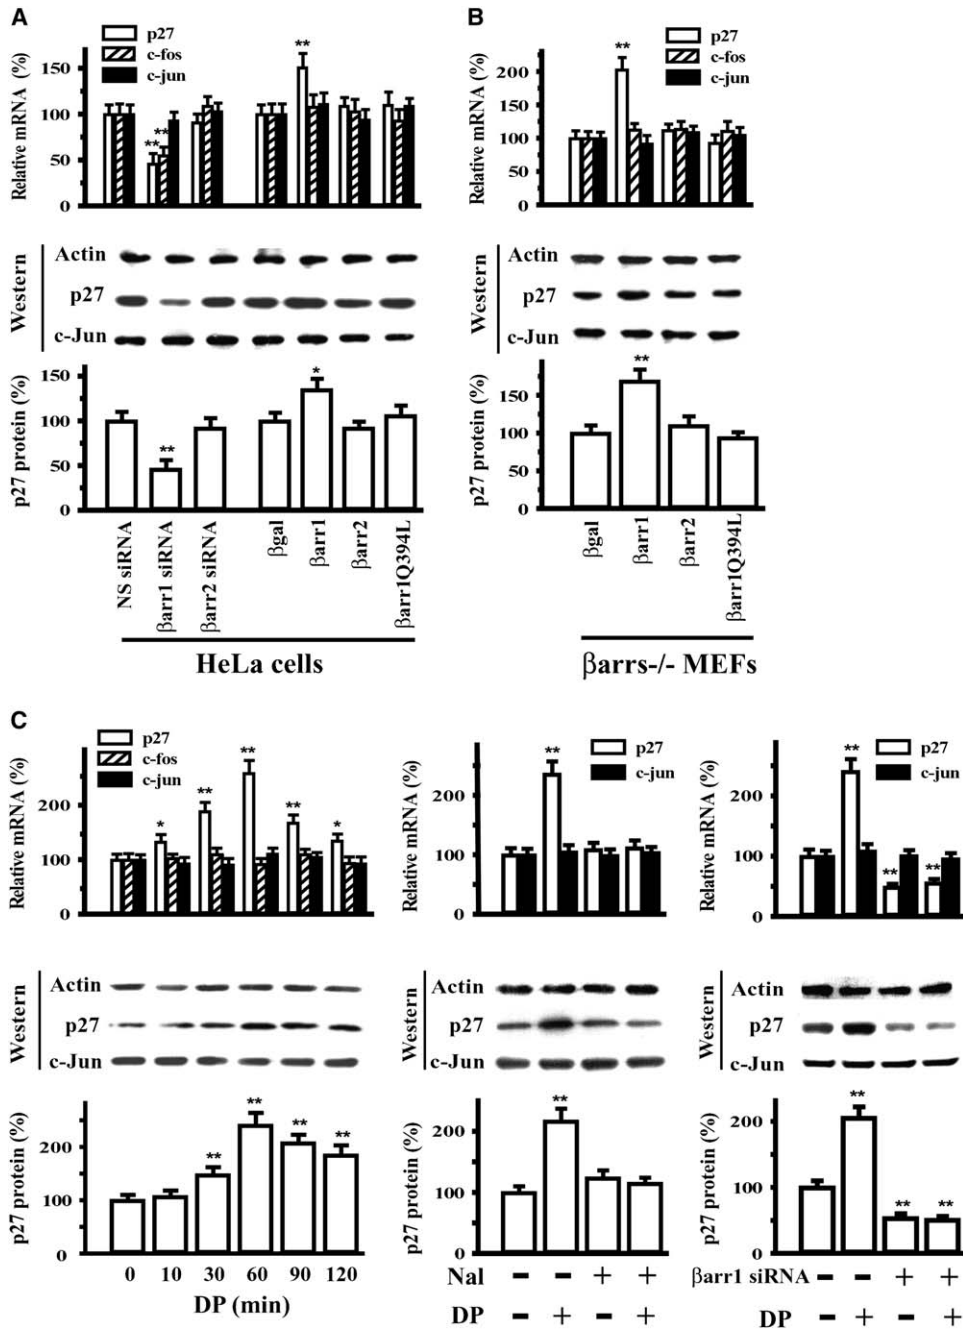 A
p27
c-fos
c-jun
Relative mRNA (%)
150
100
50
0
**
**
**
Western
Actin
p27
c-Jun
p27 protein (%)
150
100
50
0
**
*
NS siRNA
βarr1 siRNA
βarr2 siRNA
βgal
βarr1
βarr2
βarr1Q394L
HeLa cells
B
p27
c-fos
c-jun
Relative mRNA (%)
200
150
100
50
0
**
Western
Actin
p27
c-Jun
p27 protein (%)
150
100
50
0
**
βgal
βarr1
βarr2
βarr1Q394L
βarrs-/- MEFs
C
p27
c-fos
c-jun
Relative mRNA (%)
200
100
0
*
**
**
**
*
Western
Actin
p27
c-Jun
p27 protein (%)
200
100
0
**
**
**
**
0 10 30 60 90 120
DP (min)
p27
c-jun
Relative mRNA (%)
200
100
0
**
Western
Actin
p27
c-Jun
p27 protein (%)
200
100
0
**
Nal − − + +
DP − + − +
p27
c-jun
Relative mRNA (%)
200
100
0
**
**
**
Western
Actin
p27
c-Jun
p27 protein (%)
200
100
0
**
**
**
βarr1 siRNA − − + +
DP − + − +